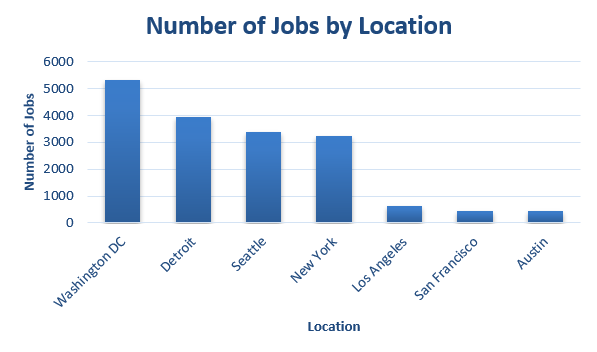 Number of Jobs by Location
Number of Jobs
6000
5000
4000
3000
2000
1000
0
Washington DC
Detroit
Seattle
New York
Los Angeles
San Francisco
Austin
Location